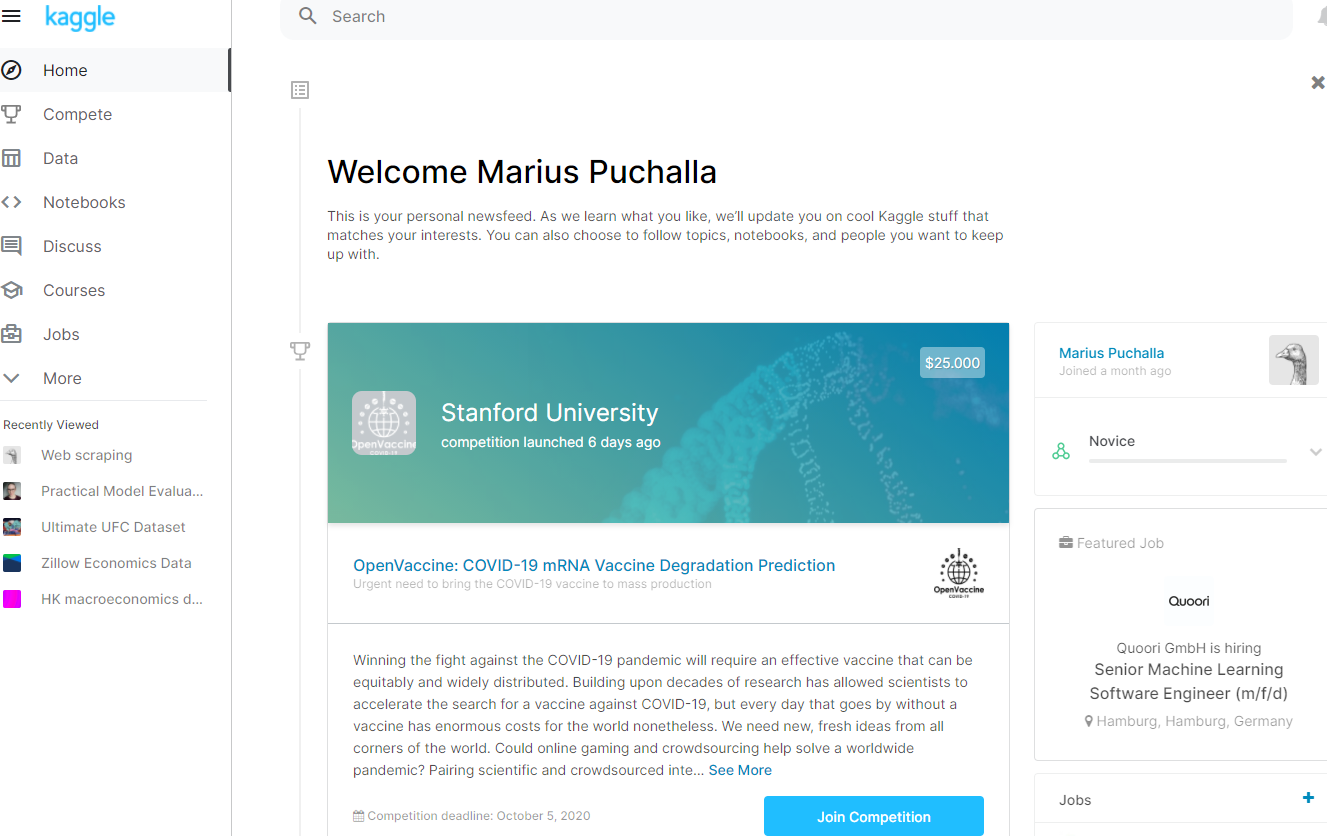 kaggle
Search
Home
Compete
Data
Notebooks
Discuss
Courses
Jobs
More
Recently Viewed
Web scraping
Practical Model Evalua...
Ultimate UFC Dataset
Zillow Economics Data
HK macroeconomics d...
Welcome Marius Puchalla
This is your personal newsfeed. As we learn what you like, we’ll update you on cool Kaggle stuff that
matches your interests. You can also choose to follow topics, notebooks, and people you want to keep
up with.
$25.000
OpenVaccine
COVID-19
Stanford University
competition launched 6 days ago
OpenVaccine: COVID-19 mRNA Vaccine Degradation Prediction
Urgent need to bring the COVID-19 vaccine to mass production
OpenVaccine
COVID-19
Winning the fight against the COVID-19 pandemic will require an effective vaccine that can be
equitably and widely distributed. Building upon decades of research has allowed scientists to
accelerate the search for a vaccine against COVID-19, but every day that goes by without a
vaccine has enormous costs for the world nonetheless. We need new, fresh ideas from all
corners of the world. Could online gaming and crowdsourcing help solve a worldwide
pandemic? Pairing scientific and crowdsourced inte... See More
Competition deadline: October 5, 2020
Join Competition
Marius Puchalla
Joined a month ago
Novice
Featured Job
Quoori
Quoori GmbH is hiring
Senior Machine Learning
Software Engineer (m/f/d)
Hamburg, Hamburg, Germany
Jobs